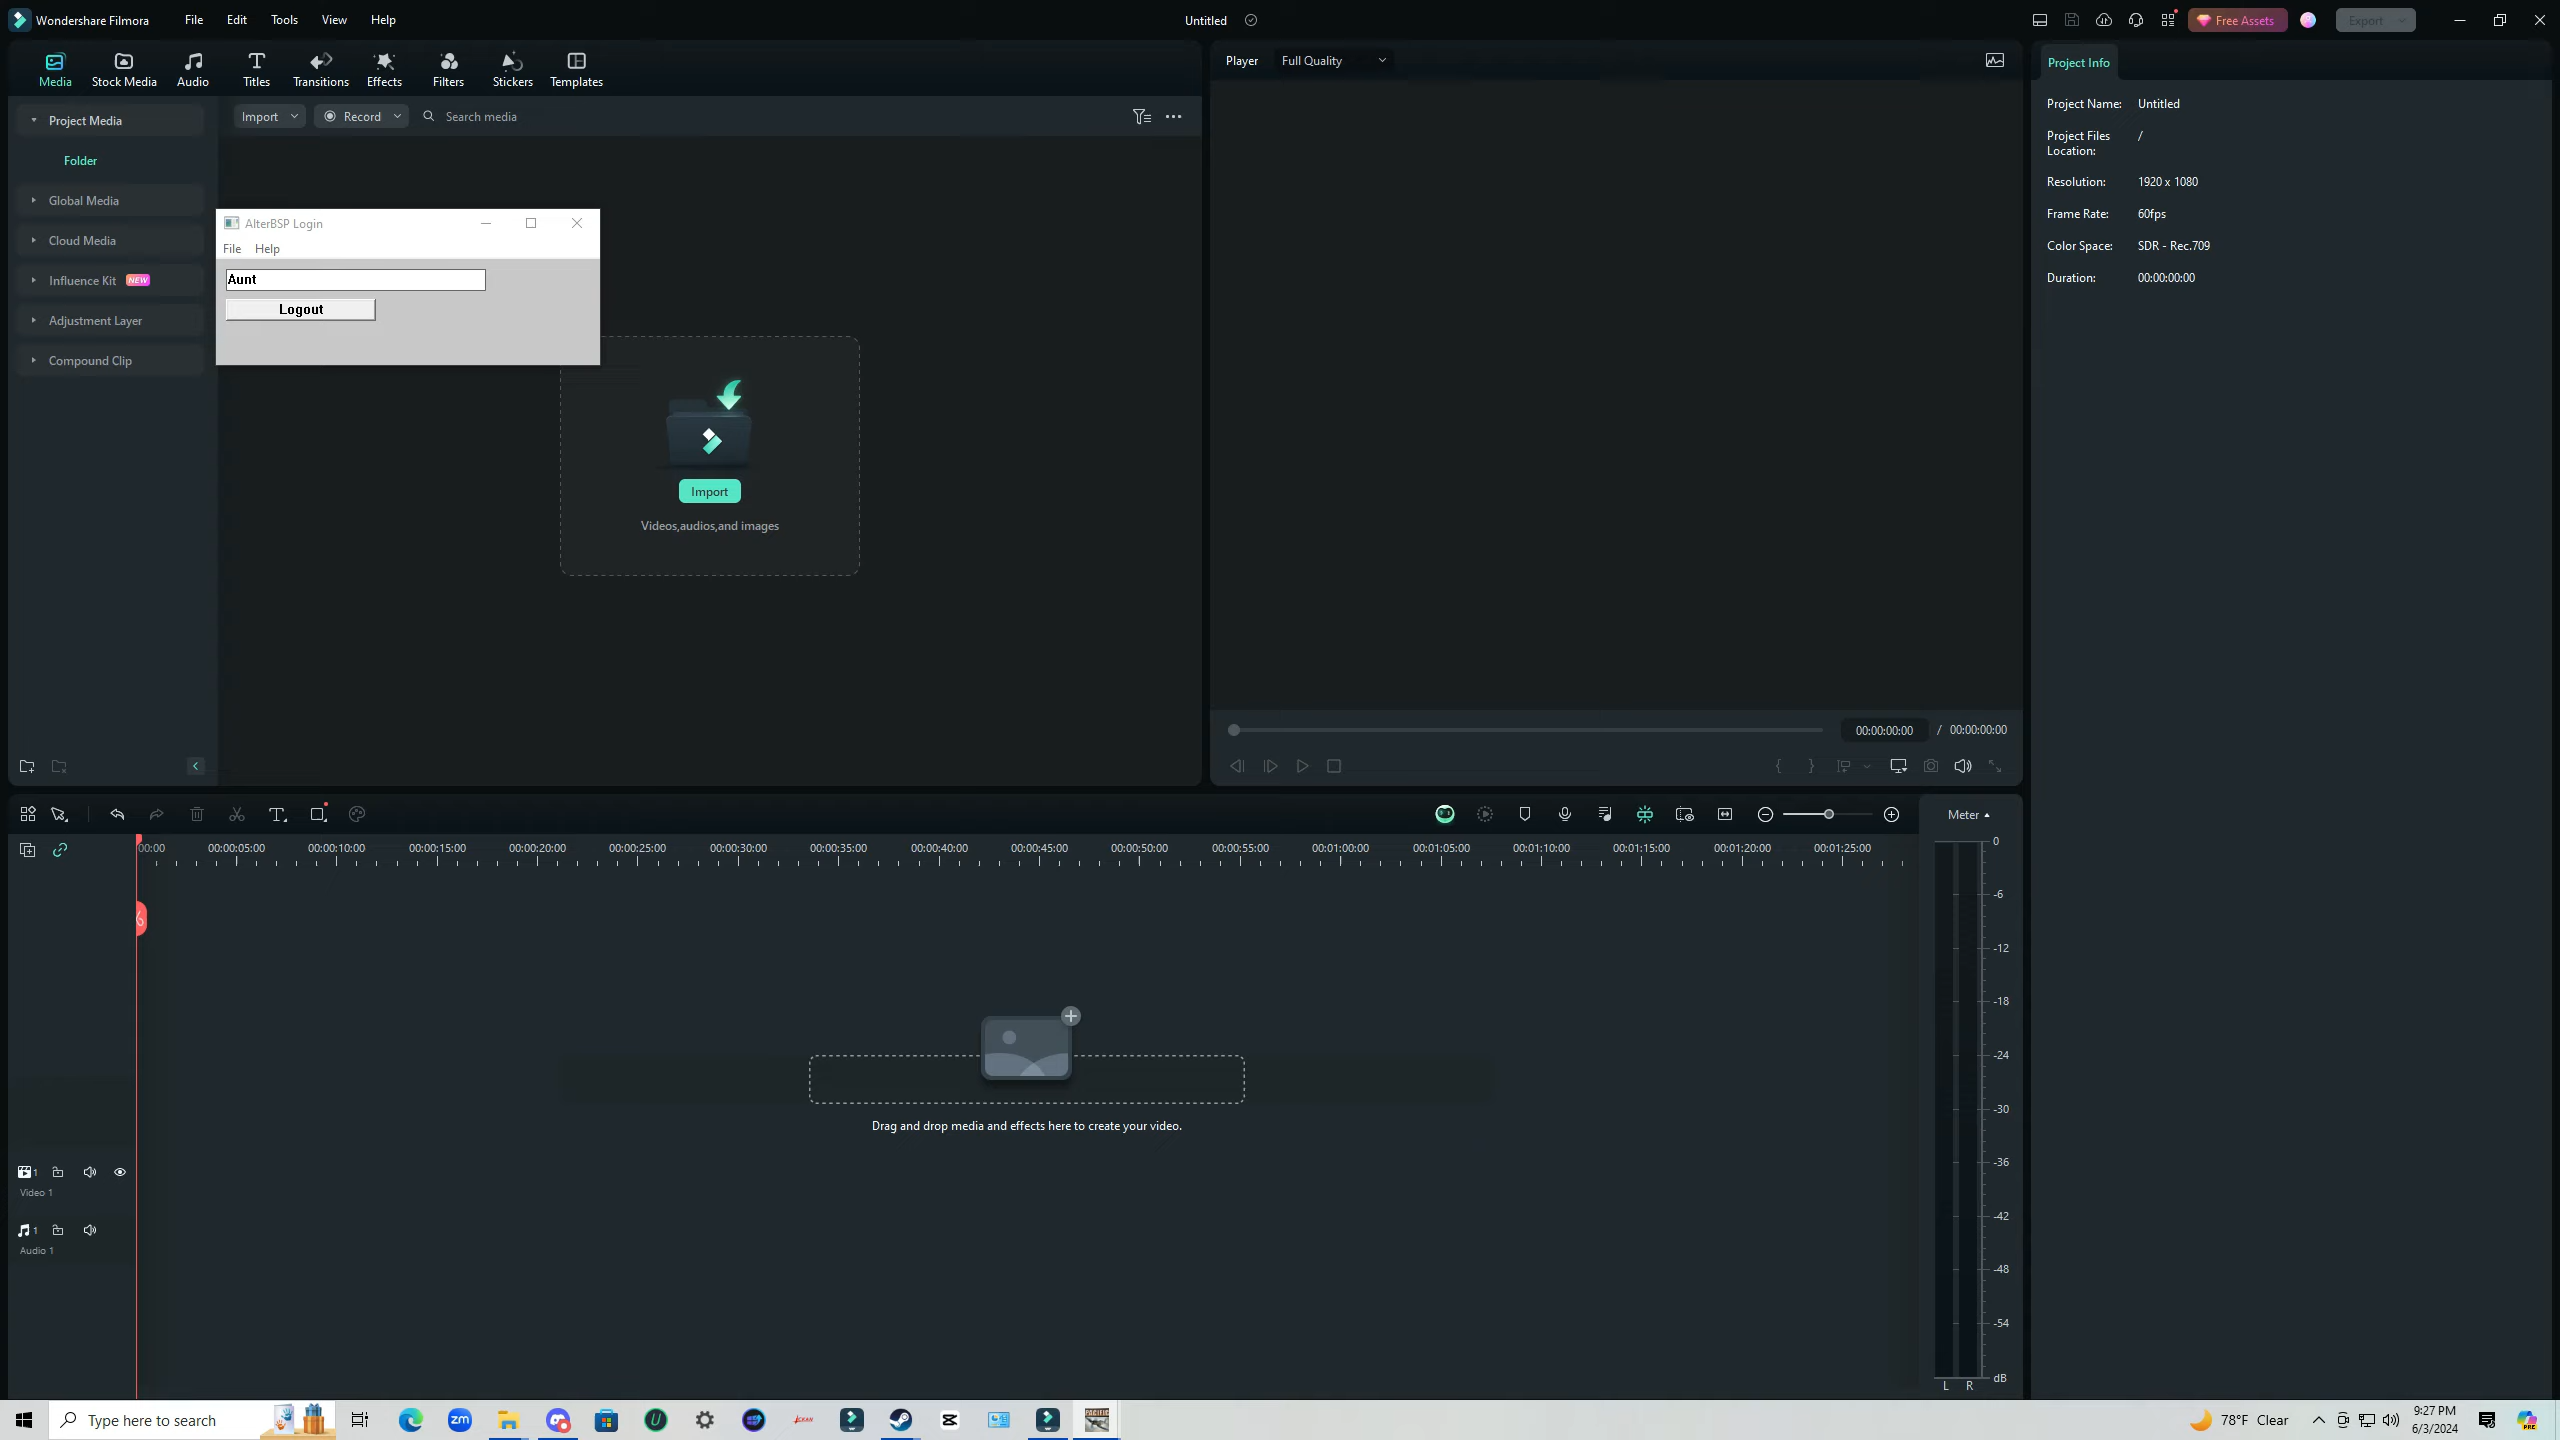 Wondershare Filmora File Edit Tools View Help
Untitled
Free Assets
Export
Media Stock Media Audio Titles Transitions Effects Filters Stickers Templates
Project Media
Folder
Global Media
Cloud Media
Influence Kit NEW
Adjustment Layer
Compound Clip
Import Record Search media
AlterBSP Login
File Help
Aunt
Logout
Import
Videos,audios,and images
Player Full Quality
00:00:00:00 / 00:00:00:00
Project Info
Project Name: Untitled
Project Files Location: /
Resolution: 1920 x 1080
Frame Rate: 60fps
Color Space: SDR - Rec.709
Duration: 00:00:00:00
Meter
00:00 00:00:05:00 00:00:10:00 00:00:15:00 00:00:20:00 00:00:25:00 00:00:30:00 00:00:35:00 00:00:40:00 00:00:45:00 00:00:50:00 00:00:55:00 00:01:00:00 00:01:05:00 00:01:10:00 00:01:15:00 00:01:20:00 00:01:25:00
Drag and drop media and effects here to create your video.
1
Video 1
1
Audio 1
0
-6
-12
-18
-24
-30
-36
-42
-48
-54
dB
L R
Type here to search
zm
PACIFIC
78°F Clear
9:27 PM
6/3/2024
PRE